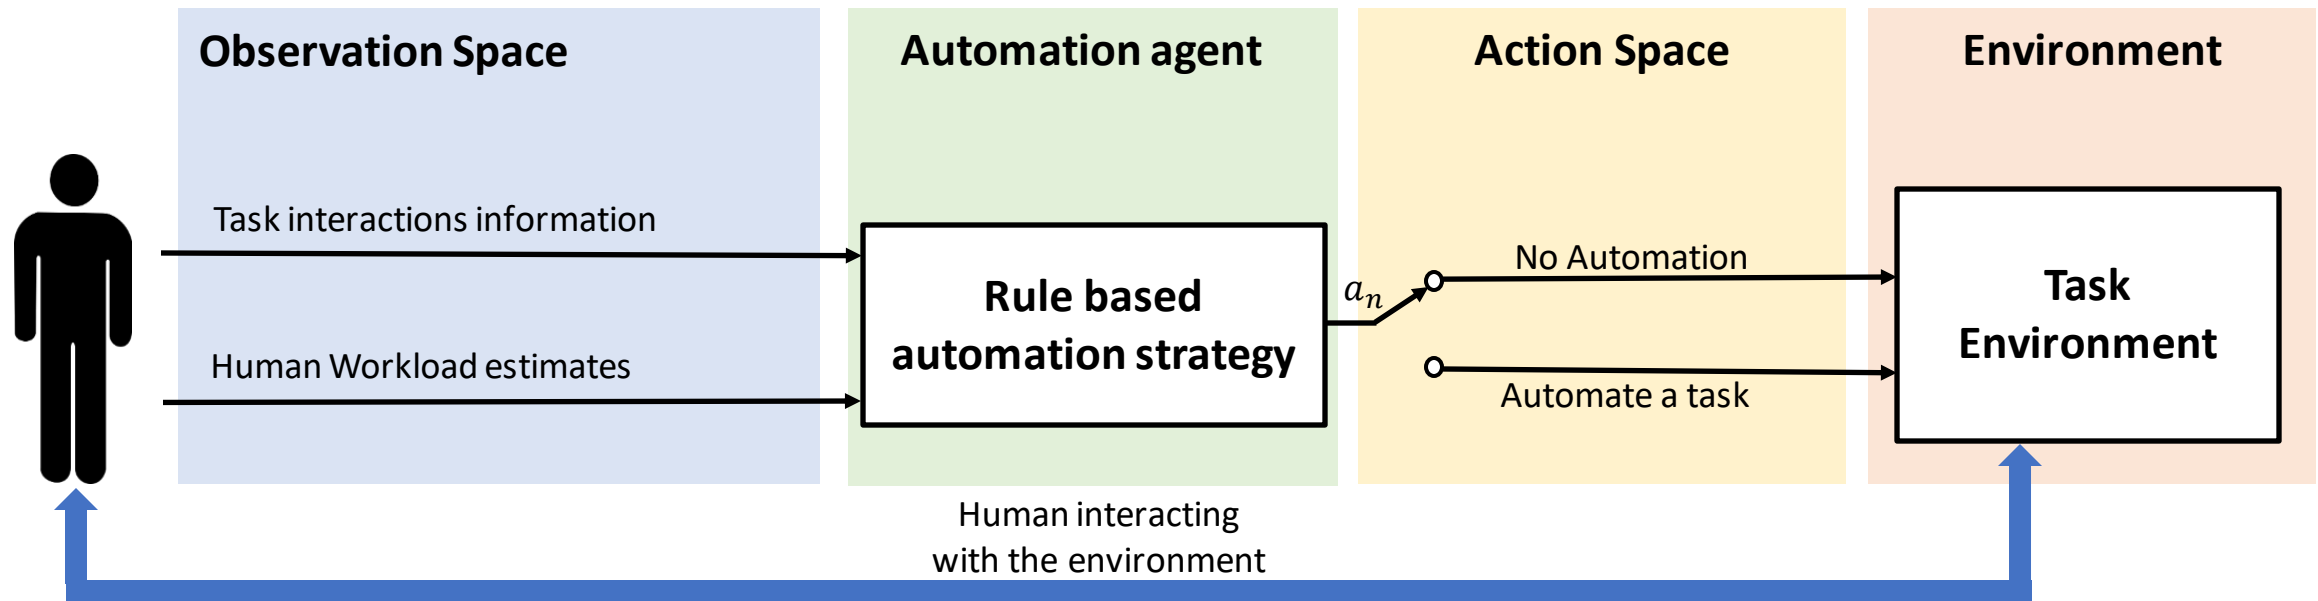 Observation Space
Automation agent
Action Space
Environment
Task interactions information
Human Workload estimates
Rule based
automation strategy
aₙ
No Automation
Automate a task
Task
Environment
Human interacting
with the environment